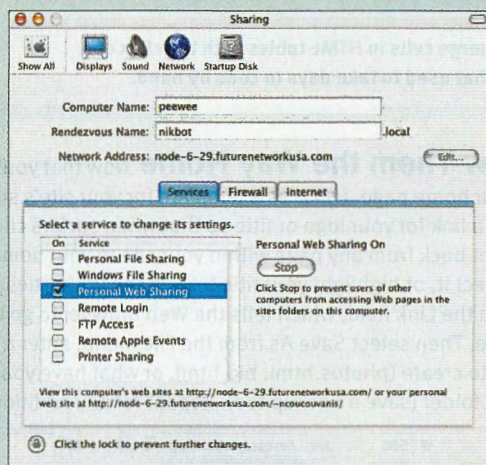 Sharing
Show All Displays Sound Network Startup Disk
Computer Name: peewee
Rendezvous Name: nikbot .local
Network Address: node-6-29.futurenetworkusa.com Edit...
Services Firewall Internet
Select a service to change its settings.
On Service
Personal File Sharing
Windows File Sharing
Personal Web Sharing
Remote Login
FTP Access
Remote Apple Events
Printer Sharing
Personal Web Sharing On
Stop
Click Stop to prevent users of other
computers from accessing Web pages in the
sites folders on this computer.
View this computer's web sites at http://node-6-29.futurenetworkusa.com/ or your personal
web site at http://node-6-29.futurenetworkusa.com/~ncoucouvanis/
Click the lock to prevent further changes.